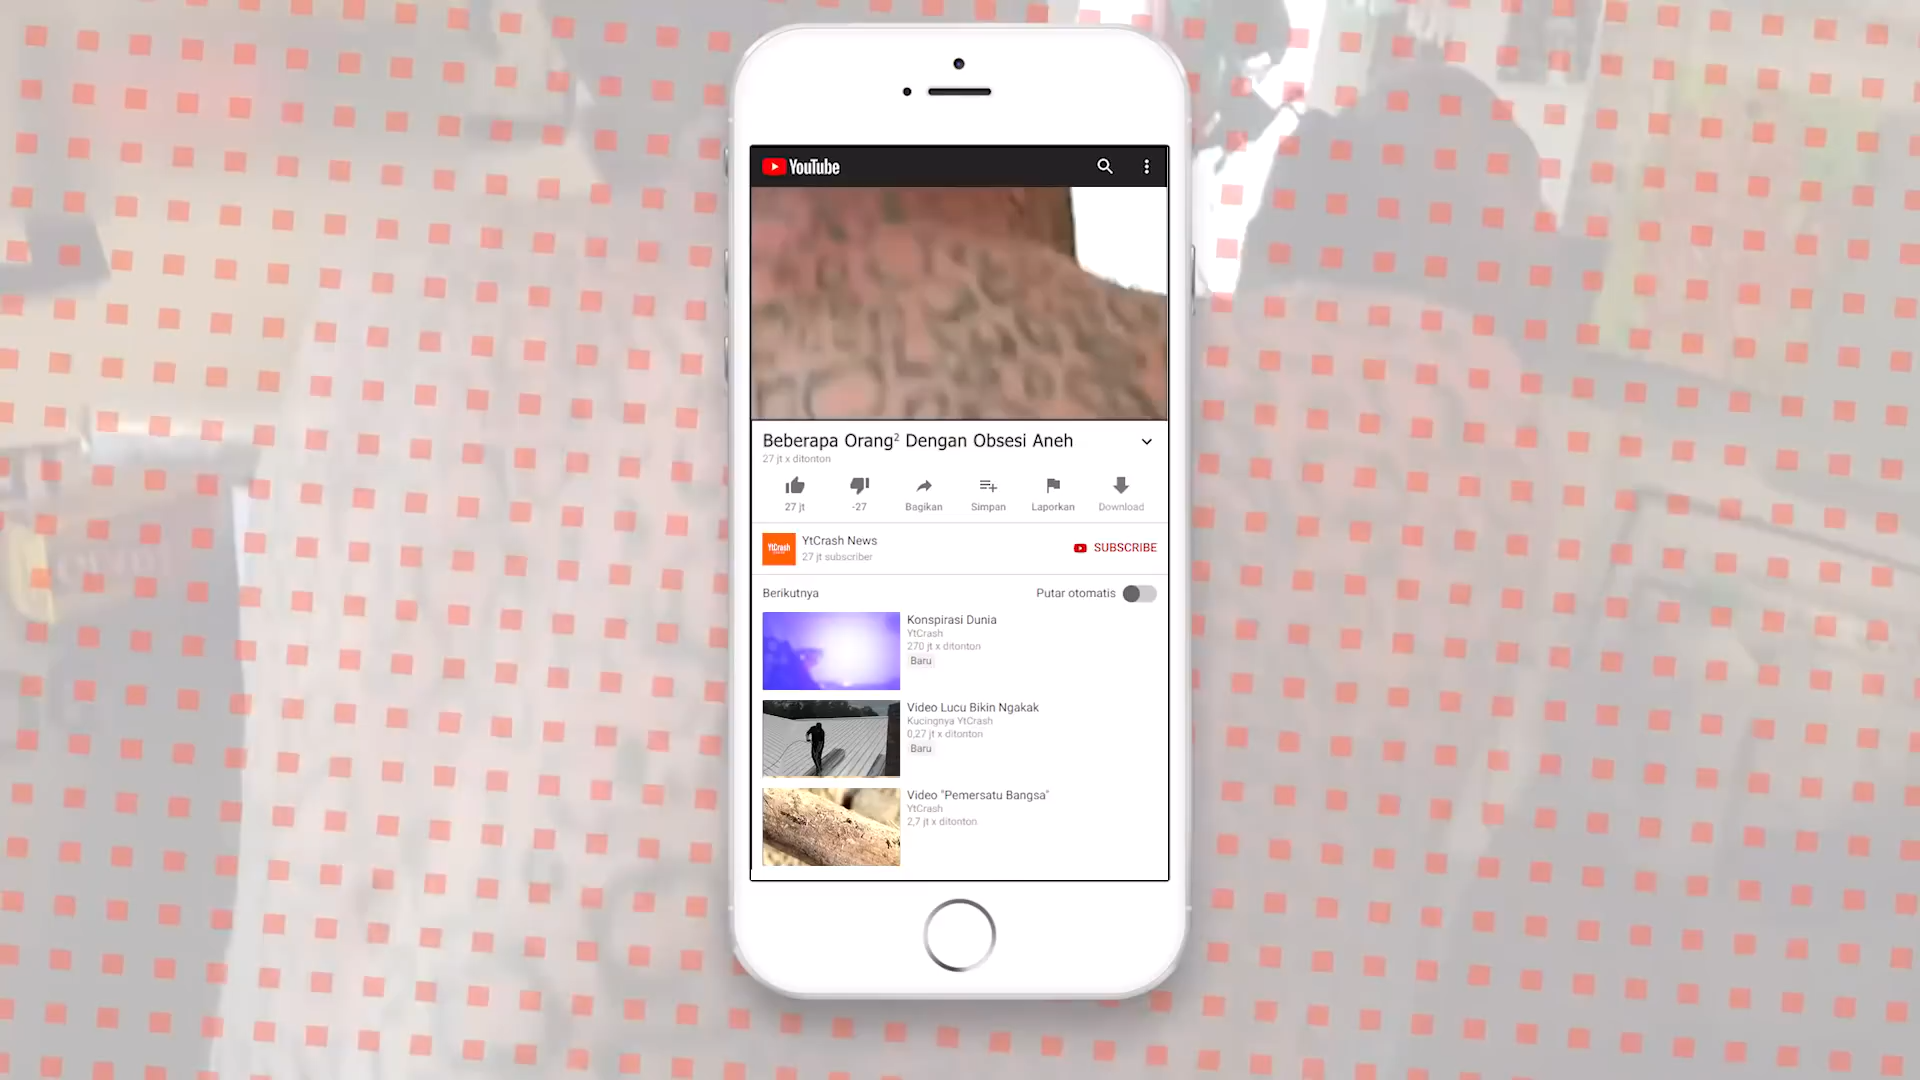 YouTube
Beberapa Orang² Dengan Obsesi Aneh
27 jt x ditonton
27 jt
-27
Bagikan
Simpan
Laporkan
Download
YtCrash
YtCrash News
27 jt subscriber
SUBSCRIBE
Berikutnya
Putar otomatis
Konspirasi Dunia
YtCrash
270 jt x ditonton
Baru
Video Lucu Bikin Ngakak
Kucingnya YtCrash
0,27 jt x ditonton
Baru
Video "Pemersatu Bangsa"
YtCrash
2,7 jt x ditonton